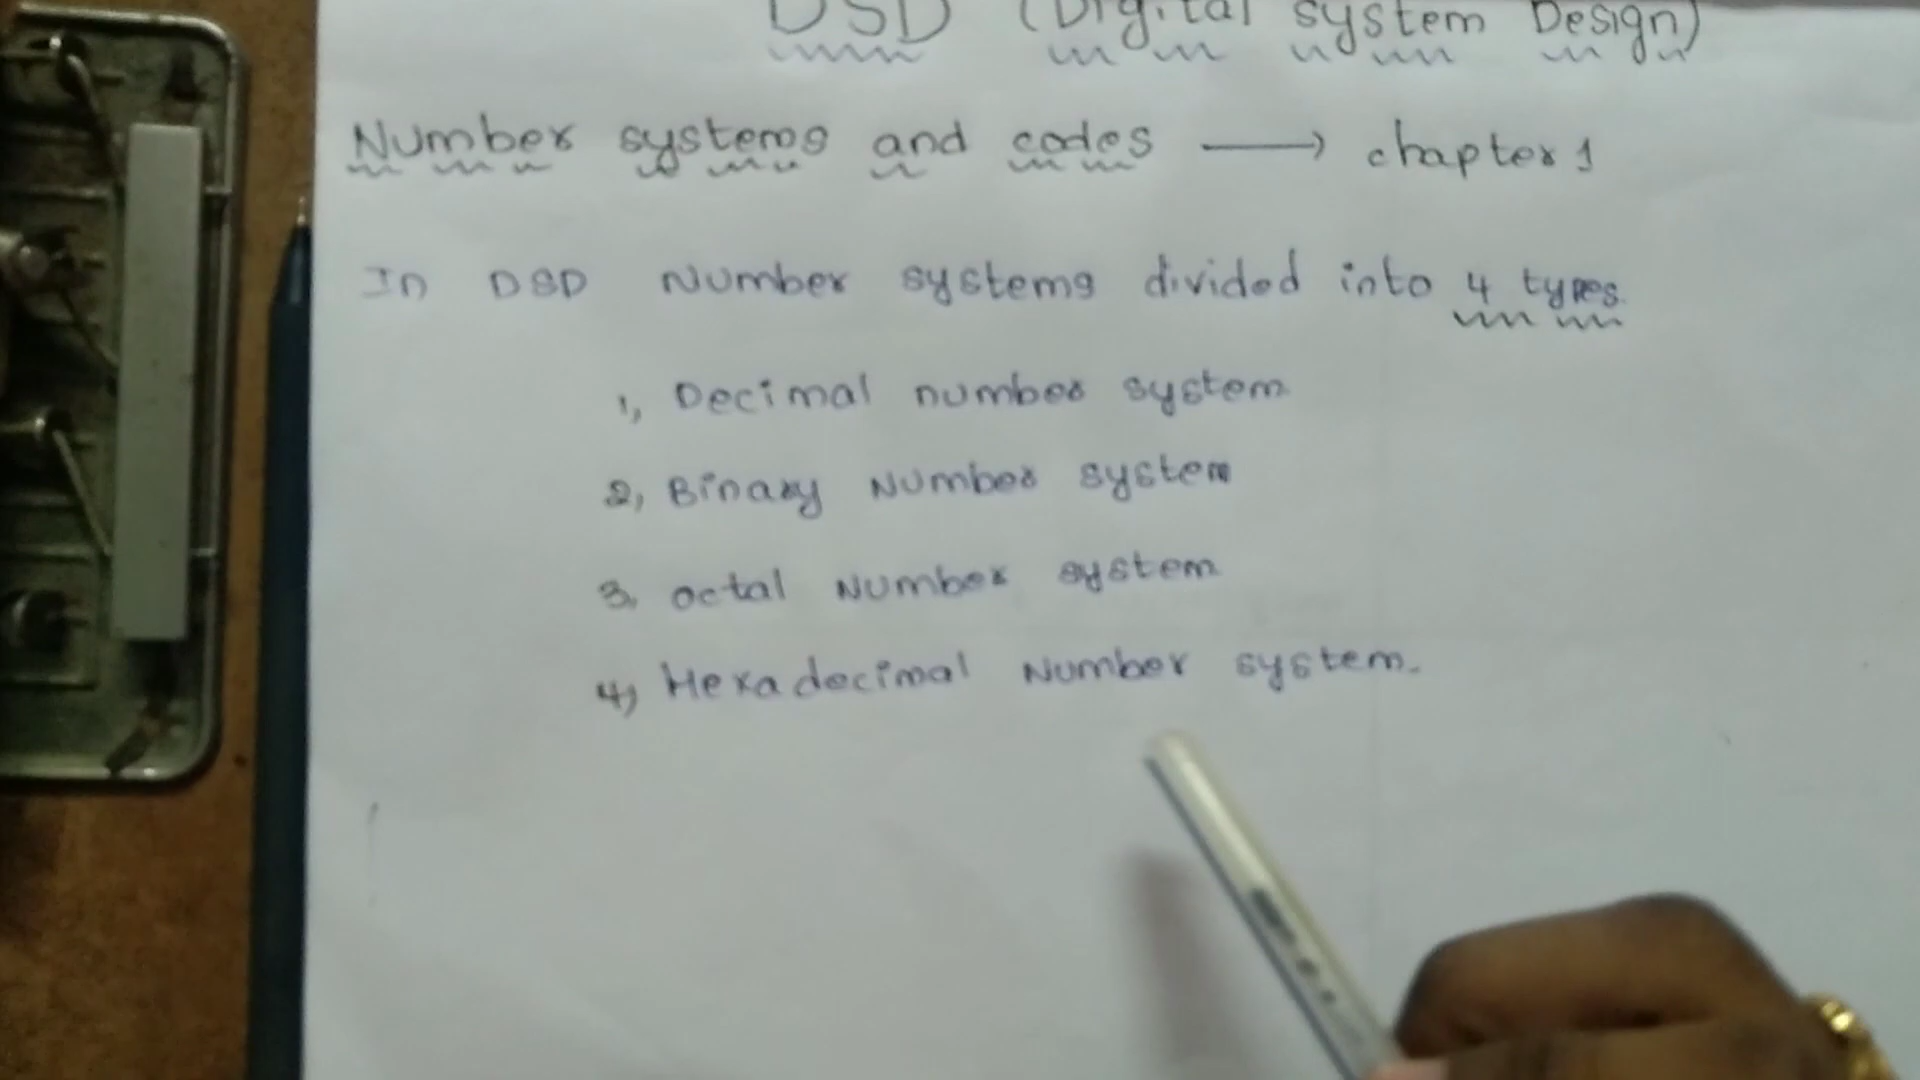 DSD (Digital system Design)
Number systems and codes → chapter 1
In DSD Number systems divided into 4 types.
1, Decimal number system
2, Binary Number system
3, octal Number system
4, Hexadecimal Number system.